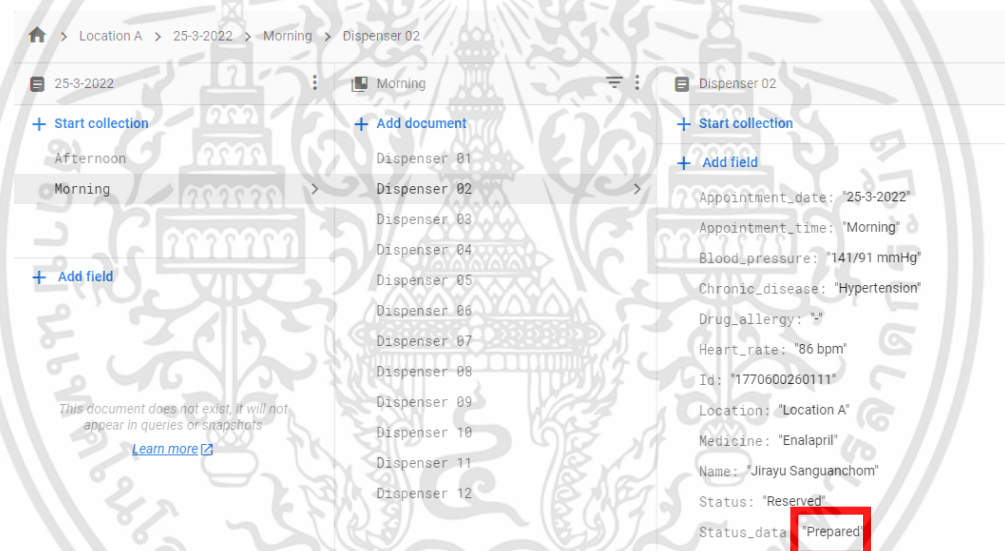 Location A > 25-3-2022 > Morning > Dispenser 02
25-3-2022
+ Start collection
Afternoon
Morning
+ Add field
This document does not exist, it will not
appear in queries or snapshots
Learn more
Morning
+ Add document
Dispenser 01
Dispenser 02
Dispenser 03
Dispenser 04
Dispenser 05
Dispenser 06
Dispenser 07
Dispenser 08
Dispenser 09
Dispenser 10
Dispenser 11
Dispenser 12
Dispenser 02
+ Start collection
+ Add field
Appointment_date: "25-3-2022"
Appointment_time: "Morning"
Blood_pressure: "141/91 mmHg"
Chronic_disease: "Hypertension"
Drug_allergy: "-"
Heart_rate: "86 bpm"
Id: "1770600260111"
Location: "Location A"
Medicine: "Enalapril"
Name: "Jirayu Sanguanchom"
Status: "Reserved"
Status_data: "Prepared"